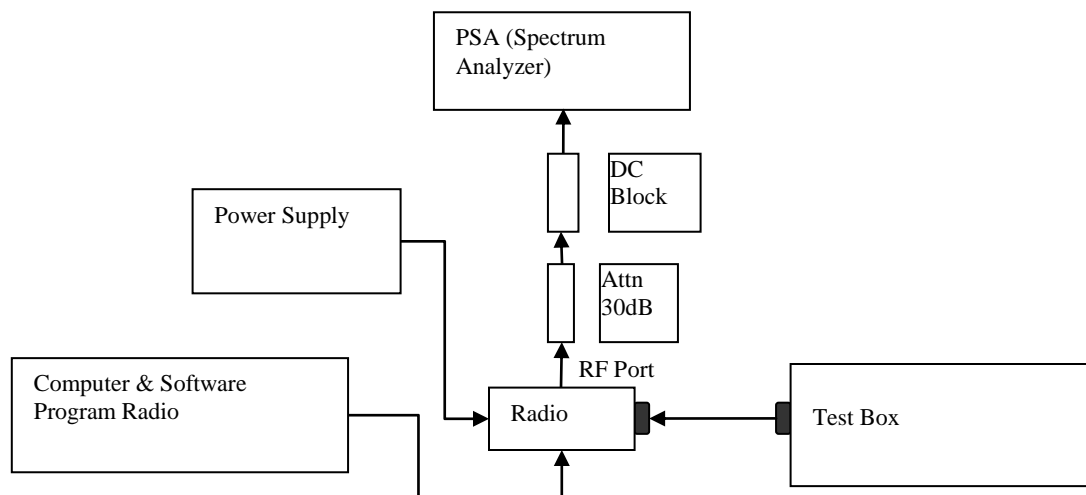 PSA (Spectrum
Analyzer)
DC
Block
Power Supply
Attn
30dB
RF Port
Computer & Software
Program Radio
Radio
Test Box